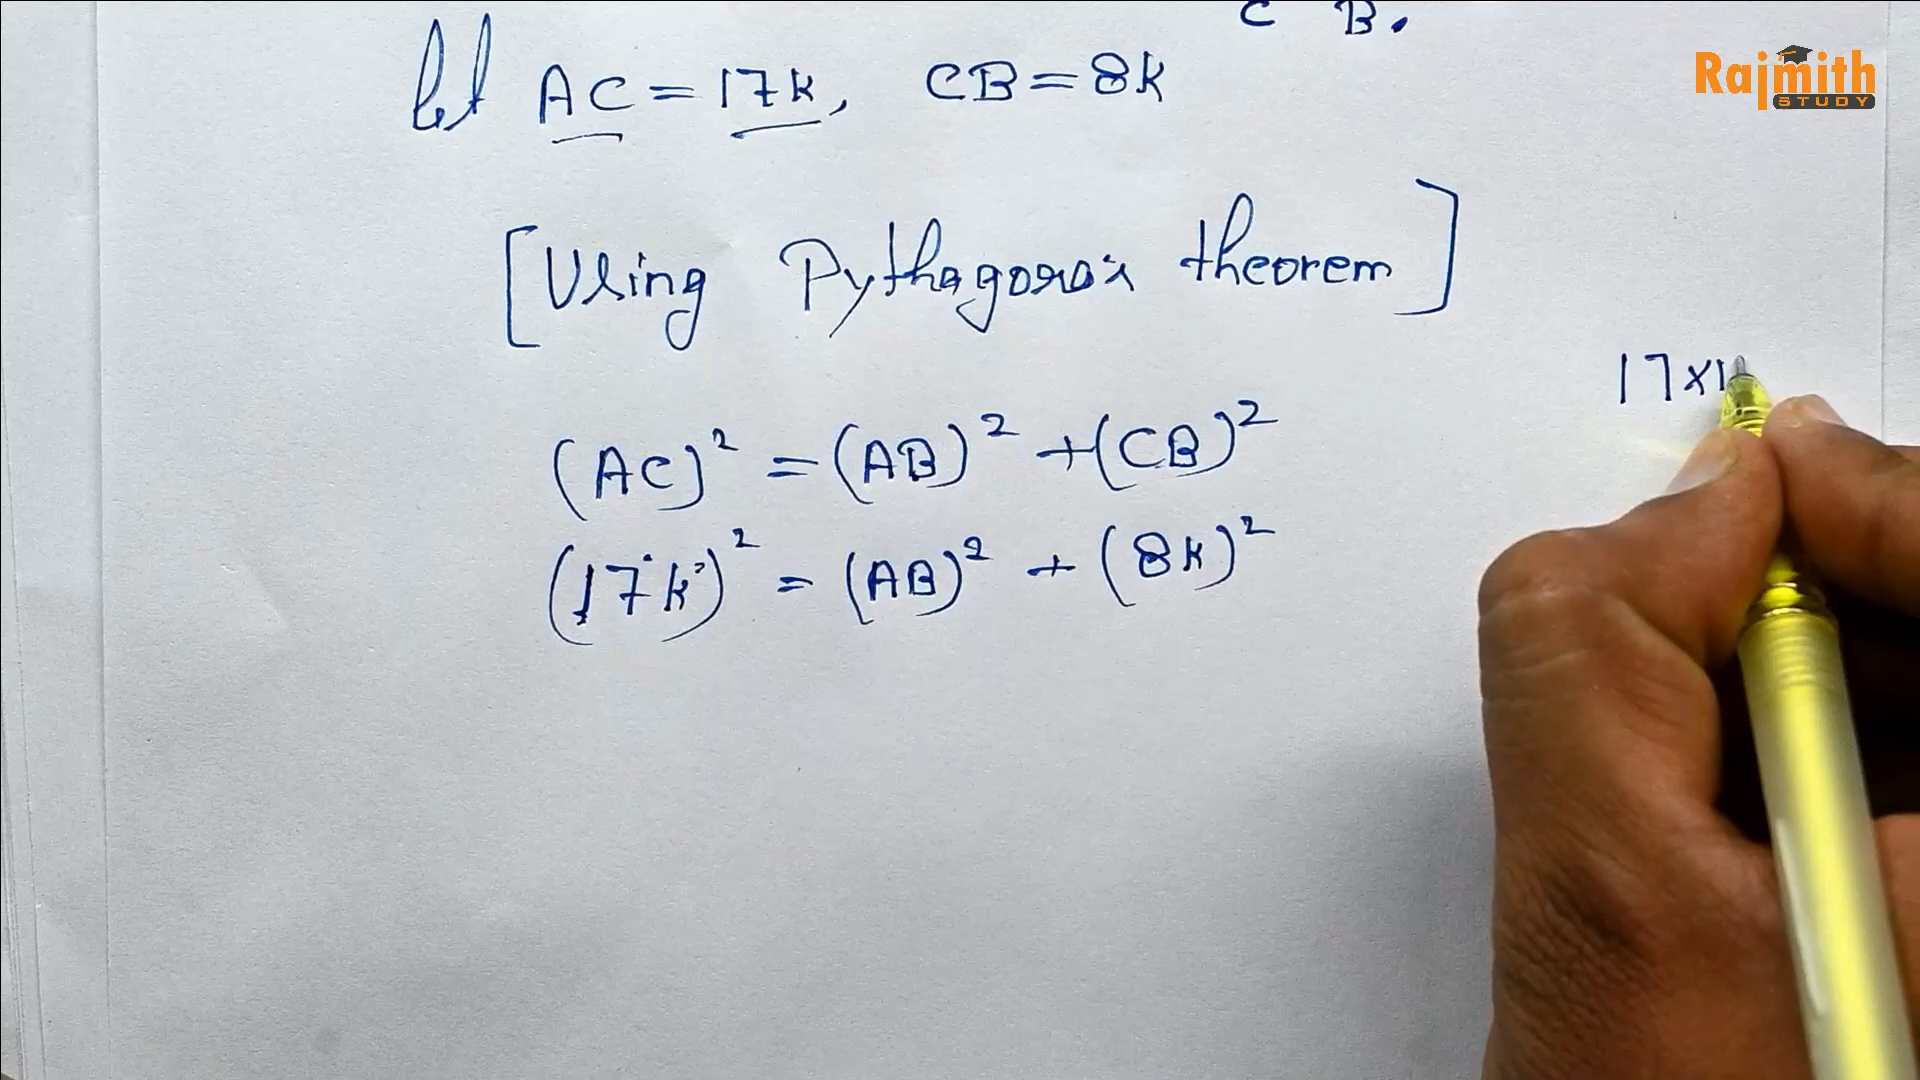 C B.
Rajmith
STUDY
let AC = 17k, CB = 8k
[Using Pythagoras theorem]
17×1
(AC)² = (AB)² + (CB)²
(17k)² = (AB)² + (8k)²